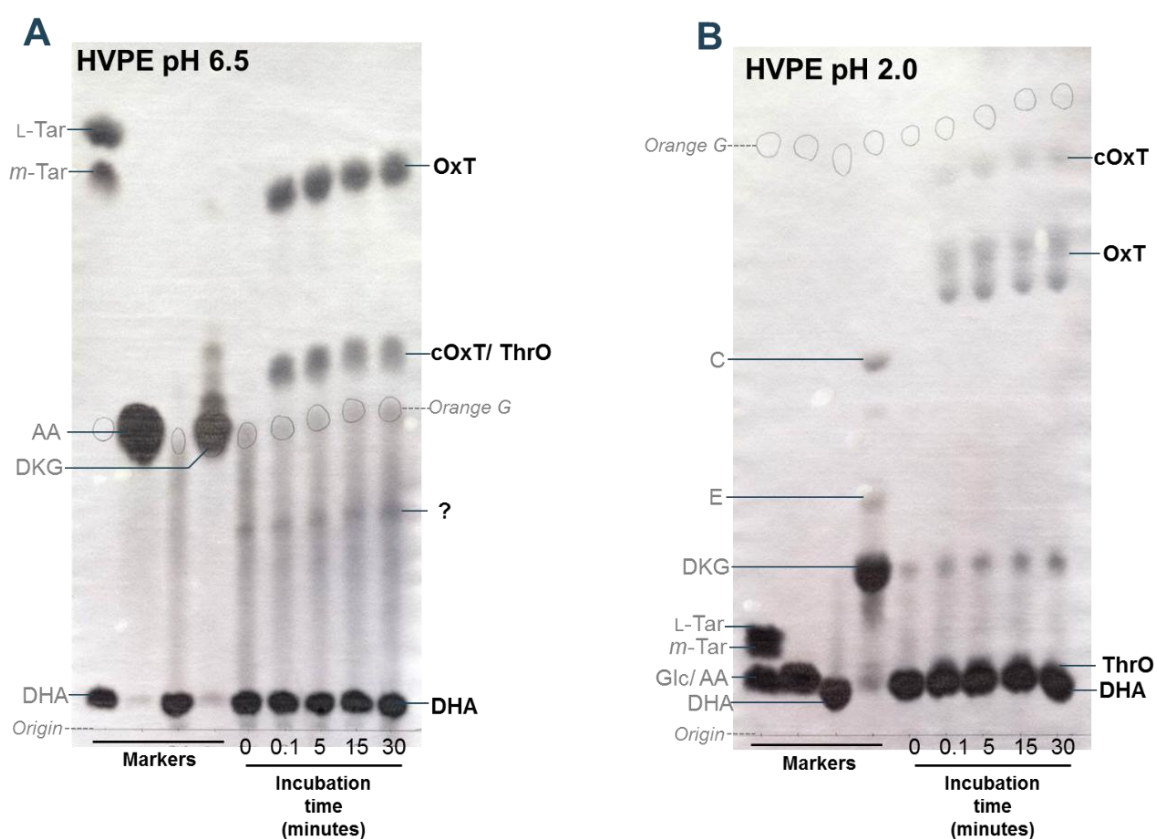 A
HVPE pH 6.5
L-Tar
m-Tar
OxT
cOxT/ ThrO
Orange G
AA
DKG
?
DHA
DHA
Origin
0 0.1 5 15 30
Markers
Incubation
time
(minutes)
B
HVPE pH 2.0
Orange G
cOxT
OxT
C
E
DKG
L-Tar
m-Tar
Glc/ AA
ThrO
DHA
DHA
Origin
0 0.1 5 15 30
Markers
Incubation
time
(minutes)